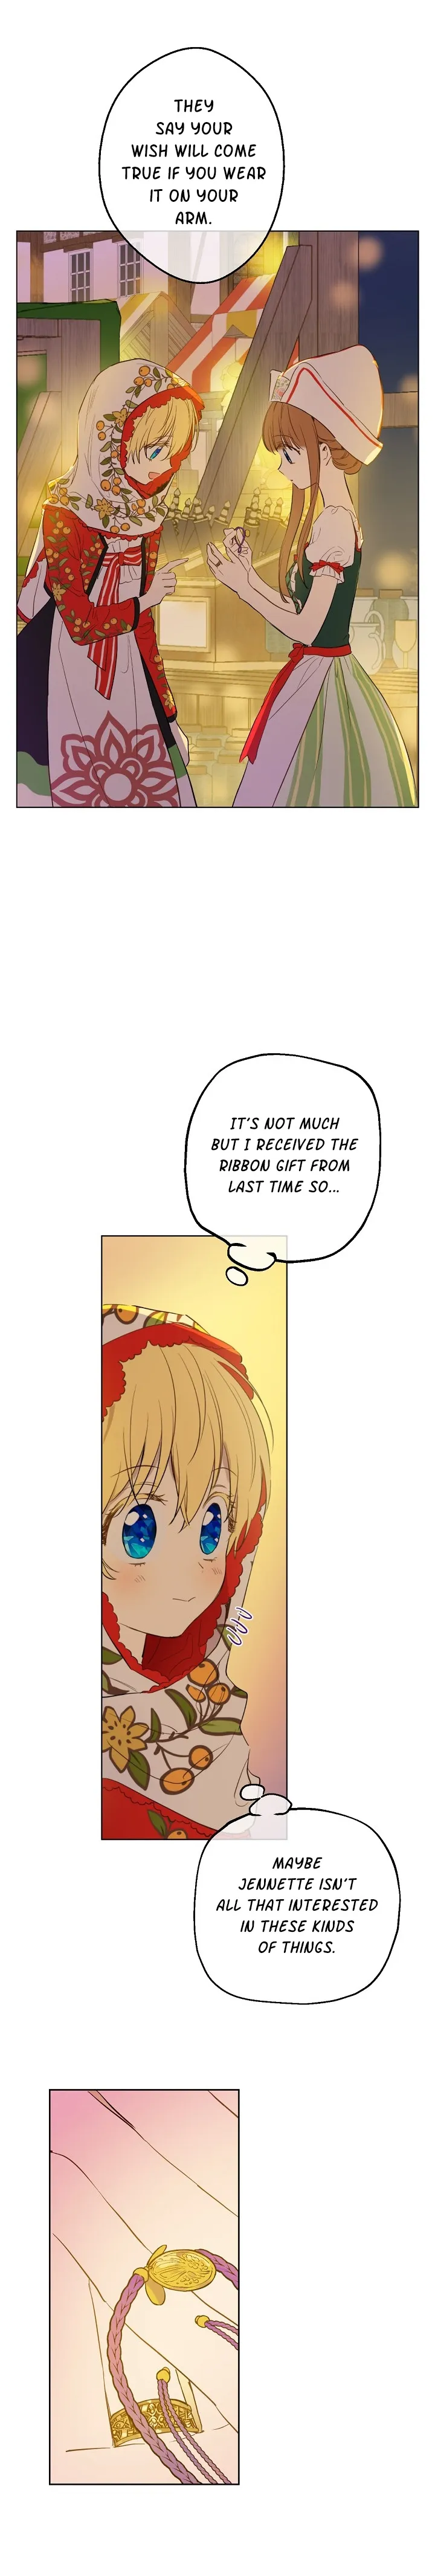 THEY
SAY YOUR
WISH WILL COME
TRUE IF YOU WEAR
IT ON YOUR
ARM.
IT'S NOT MUCH
BUT I RECEIVED THE
RIBBON GIFT FROM
LAST TIME SO...
MAYBE
JENNETTE ISN'T
ALL THAT INTERESTED
IN THESE KINDS
OF THINGS.